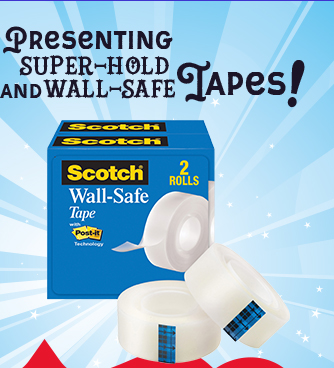 Presenting
SUPER-HOLD
AND WALL-SAFE Tapes!
Scotch
Scotch
Scotch
2
ROLLS
Wall-Safe
Tape
with
Post-it
Technology